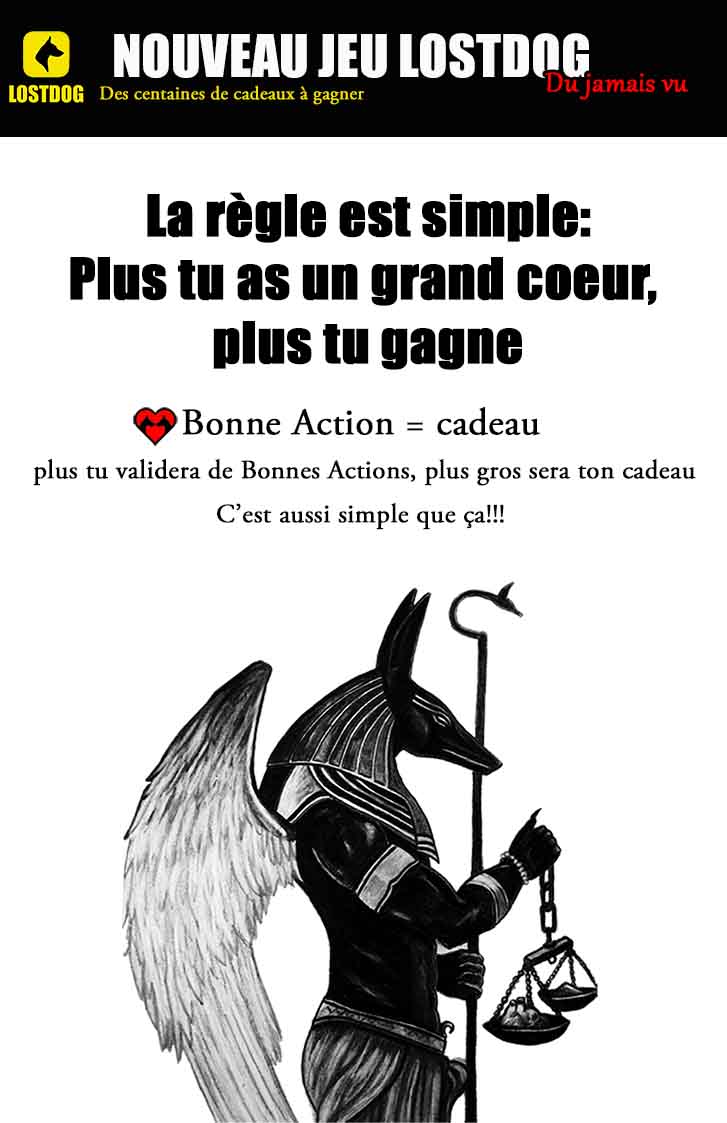 NOUVEAU JEU LOSTDOG
Du jamais vu
LOSTDOG
Des centaines de cadeaux à gagner
La règle est simple:
Plus tu as un grand coeur,
plus tu gagne
Bonne Action = cadeau
plus tu validera de Bonnes Actions, plus gros sera ton cadeau
C’est aussi simple que ça!!!